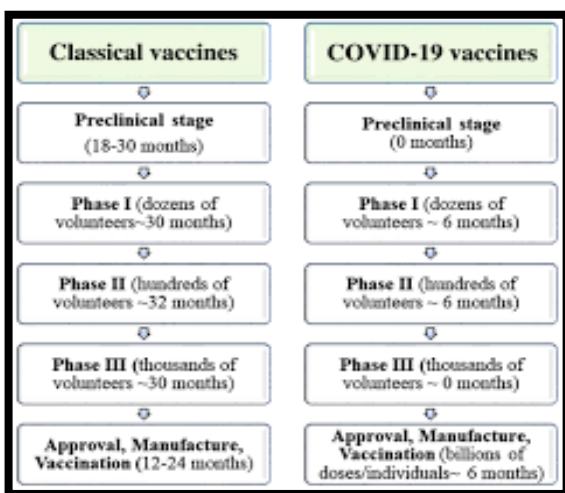 Classical vaccines
Preclinical stage
(18-30 months)
Phase I (dozens of
volunteers~30 months)
Phase II (hundreds of
volunteers ~32 months)
Phase III (thousands of
volunteers ~30 months)
Approval, Manufacture,
Vaccination (12-24 months)
COVID-19 vaccines
Preclinical stage
(0 months)
Phase I (dozens of
volunteers ~ 6 months)
Phase II (hundreds of
volunteers ~ 6 months)
Phase III (thousands of
volunteers ~ 0 months)
Approval, Manufacture,
Vaccination (billions of
doses/individuals~ 6 months)